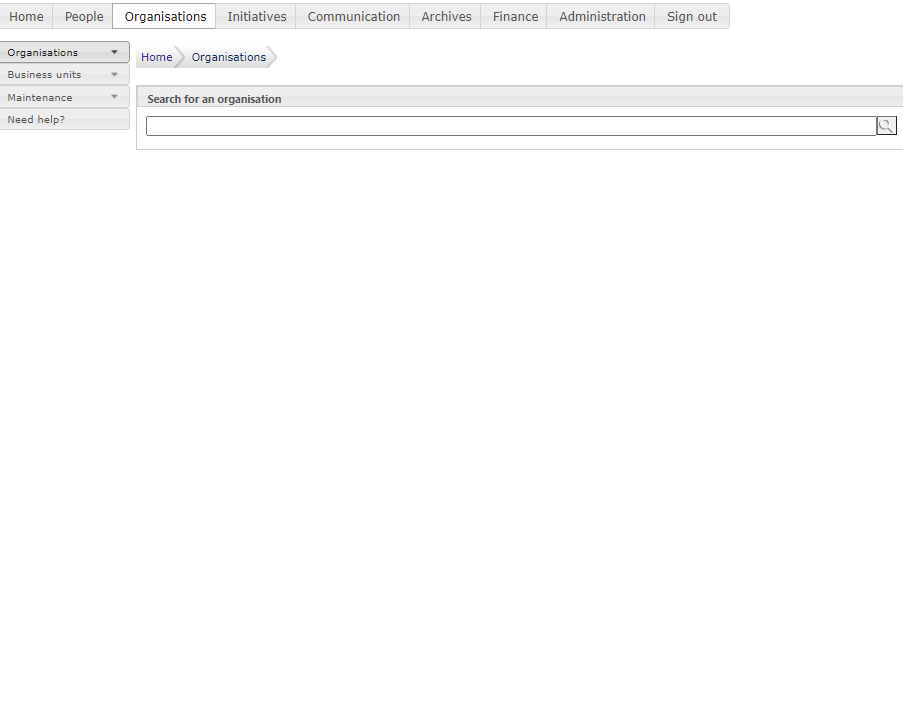 Home People Organisations Initiatives Communication Archives Finance Administration Sign out
Organisations
Business units
Maintenance
Need help?
Home Organisations
Search for an organisation